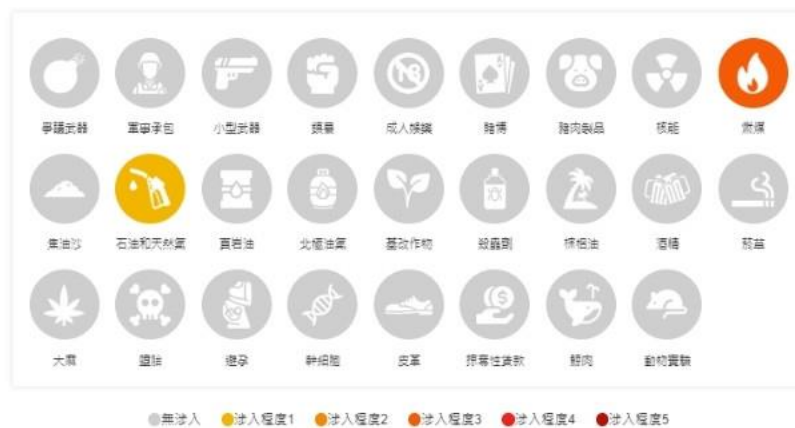 爭議武器 軍事承包 小型武器 鎮暴 成人娛樂 賭博 豬肉製品 核能 燃煤
18
焦油沙 石油和天然氣 頁岩油 北極油氣 基改作物 殺蟲劑 棕梠油 酒精 菸草
大麻 墮胎 避孕 幹細胞 皮革 掠奪性貸款 鯨肉 動物實驗
無涉入 涉入程度1 涉入程度2 涉入程度3 涉入程度4 涉入程度5